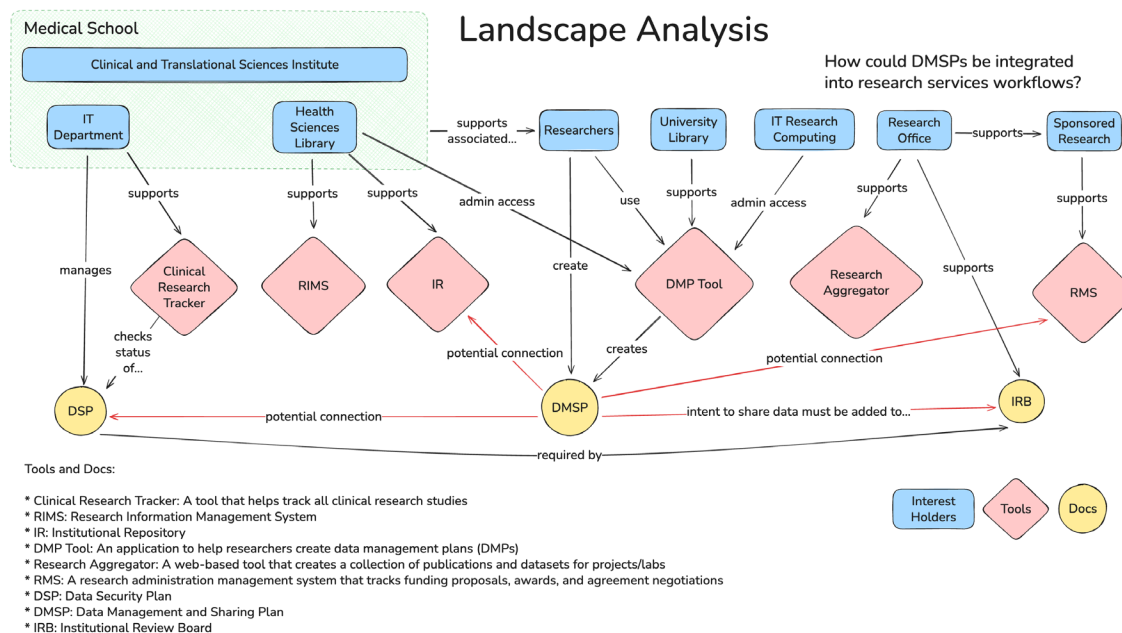 Landscape Analysis
Medical School
Clinical and Translational Sciences Institute
How could DMSPs be integrated
into research services workflows?
IT
Department
Health
Sciences
Library
supports
associated...
Researchers
University
Library
IT Research
Computing
Research
Office
supports
Sponsored
Research
supports
supports
supports
admin access
use
supports
admin access
supports
supports
manages
create
supports
Clinical
Research
Tracker
RIMS
IR
DMP Tool
Research
Aggregator
RMS
checks
status
of...
potential connection
creates
potential connection
DSP
potential connection
DMSP
intent to share data must be added to...
IRB
required by
Tools and Docs:
* Clinical Research Tracker: A tool that helps track all clinical research studies
* RIMS: Research Information Management System
* IR: Institutional Repository
* DMP Tool: An application to help researchers create data management plans (DMPs)
* Research Aggregator: A web-based tool that creates a collection of publications and datasets for projects/labs
* RMS: A research administration management system that tracks funding proposals, awards, and agreement negotiations
* DSP: Data Security Plan
* DMSP: Data Management and Sharing Plan
* IRB: Institutional Review Board
Interest
Holders
Tools
Docs